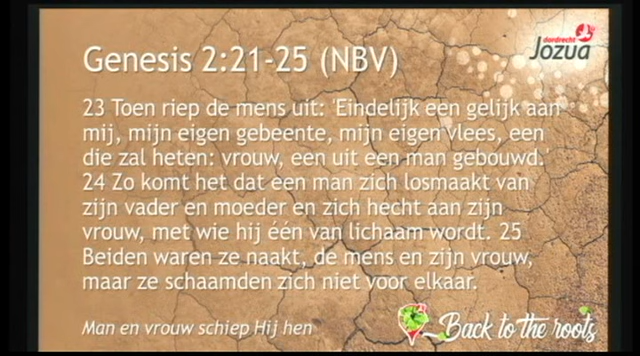 dordrecht
Jozua
Genesis 2:21-25 (NBV)
23 Toen riep de mens uit: 'Eindelijk een gelijk aan
mij, mijn eigen gebeente, mijn eigen vlees, een
die zal heten: vrouw, een uit een man gebouwd.'
24 Zo komt het dat een man zich losmaakt van
zijn vader en moeder en zich hecht aan zijn
vrouw, met wie hij één van lichaam wordt. 25
Beiden waren ze naakt, de mens en zijn vrouw,
maar ze schaamden zich niet voor elkaar.
Man en vrouw schiep Hij hen
Back to the roots